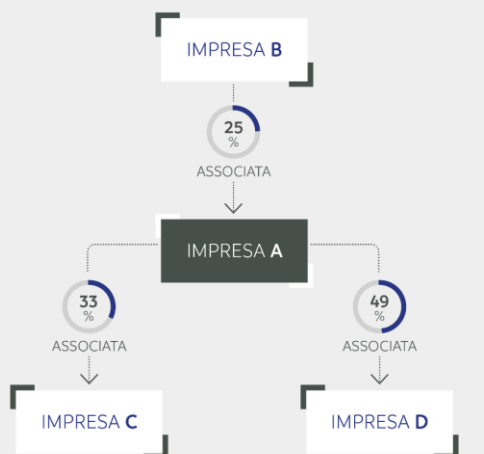 IMPRESA B
25
%
ASSOCIATA
IMPRESA A
33
%
ASSOCIATA
49
%
ASSOCIATA
IMPRESA C
IMPRESA D